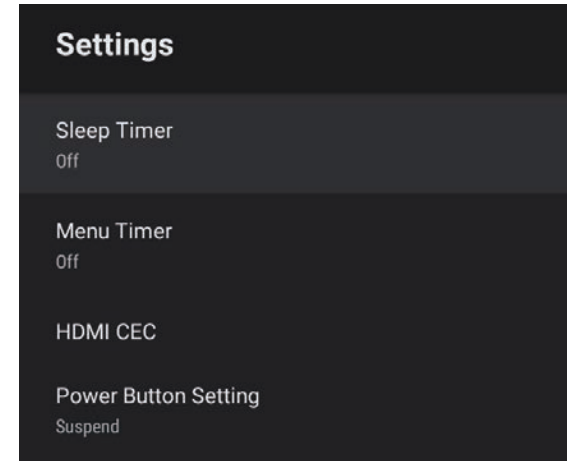 Settings
Sleep Timer
Off
Menu Timer
Off
HDMI CEC
Power Button Setting
Suspend